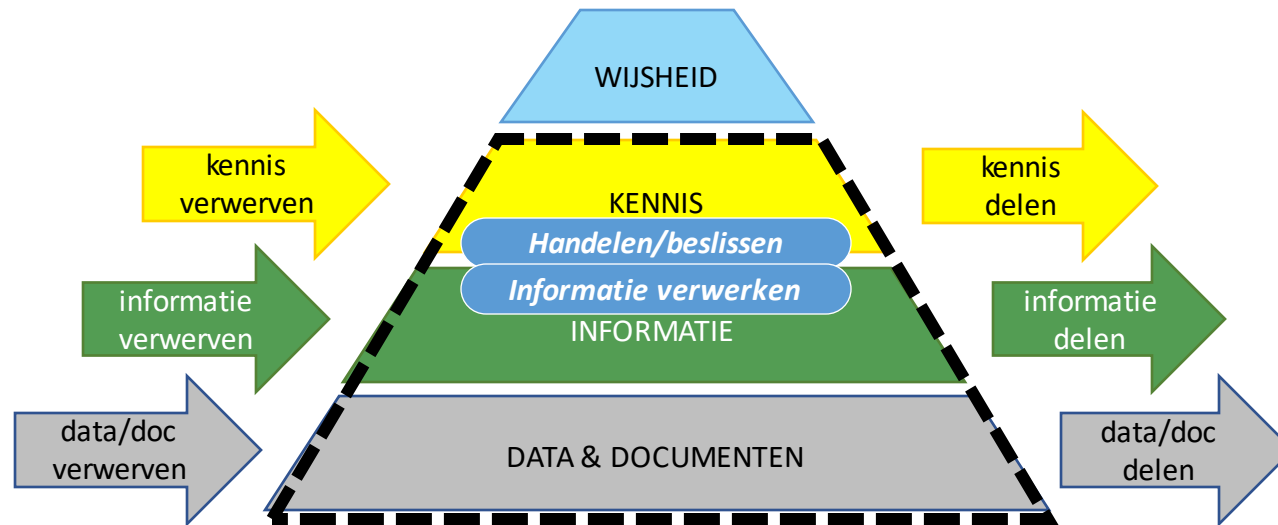 WIJSHEID
kennis
verwerven
KENNIS
kennis
delen
Handelen/beslissen
Informatie verwerken
informatie
verwerven
INFORMATIE
informatie
delen
data/doc
verwerven
DATA & DOCUMENTEN
data/doc
delen